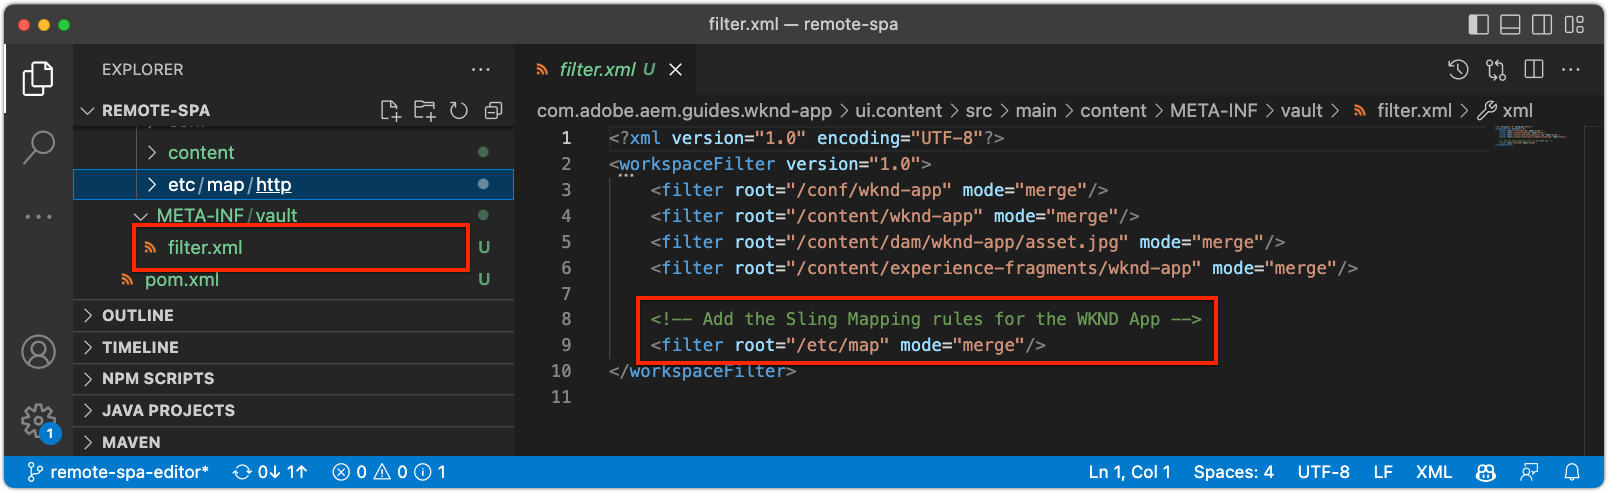 filter.xml — remote-spa
EXPLORER
REMOTE-SPA
content
etc/map/http
META-INF/vault
filter.xml U
pom.xml U
OUTLINE
TIMELINE
NPM SCRIPTS
JAVA PROJECTS
MAVEN
1
filter.xml U
com.adobe.aem.guides.wknd-app > ui.content > src > main > content > META-INF > vault > filter.xml > xml
1 <?xml version="1.0" encoding="UTF-8"?>
2 <workspaceFilter version="1.0">
3 <filter root="/conf/wknd-app" mode="merge"/>
4 <filter root="/content/wknd-app" mode="merge"/>
5 <filter root="/content/dam/wknd-app/asset.jpg" mode="merge"/>
6 <filter root="/content/experience-fragments/wknd-app" mode="merge"/>
7
8 <!-- Add the Sling Mapping rules for the WKND App -->
9 <filter root="/etc/map" mode="merge"/>
10 </workspaceFilter>
11
remote-spa-editor* 0↓ 1↑ 0 0 1 Ln 1, Col 1 Spaces: 4 UTF-8 LF XML